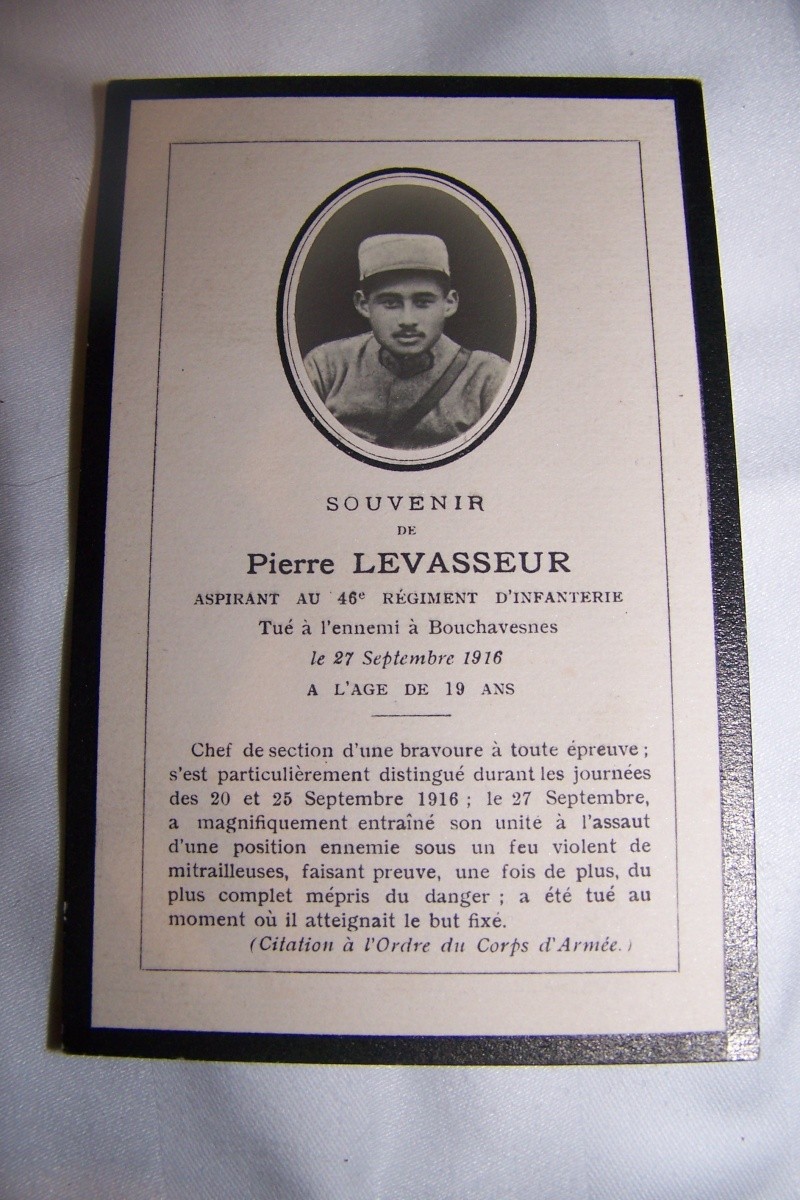 SOUVENIR
DE
Pierre LEVASSEUR
ASPIRANT AU 46e RÉGIMENT D'INFANTERIE
Tué à l'ennemi à Bouchavesnes
le 27 Septembre 1916
A L'AGE DE 19 ANS
Chef de section d'une bravoure à toute épreuve ;
s'est particulièrement distingué durant les journées
des 20 et 25 Septembre 1916 ; le 27 Septembre,
a magnifiquement entraîné son unité à l'assaut
d'une position ennemie sous un feu violent de
mitrailleuses, faisant preuve, une fois de plus, du
plus complet mépris du danger ; a été tué au
moment où il atteignait le but fixé.
(Citation à l'Ordre du Corps d'Armée.)